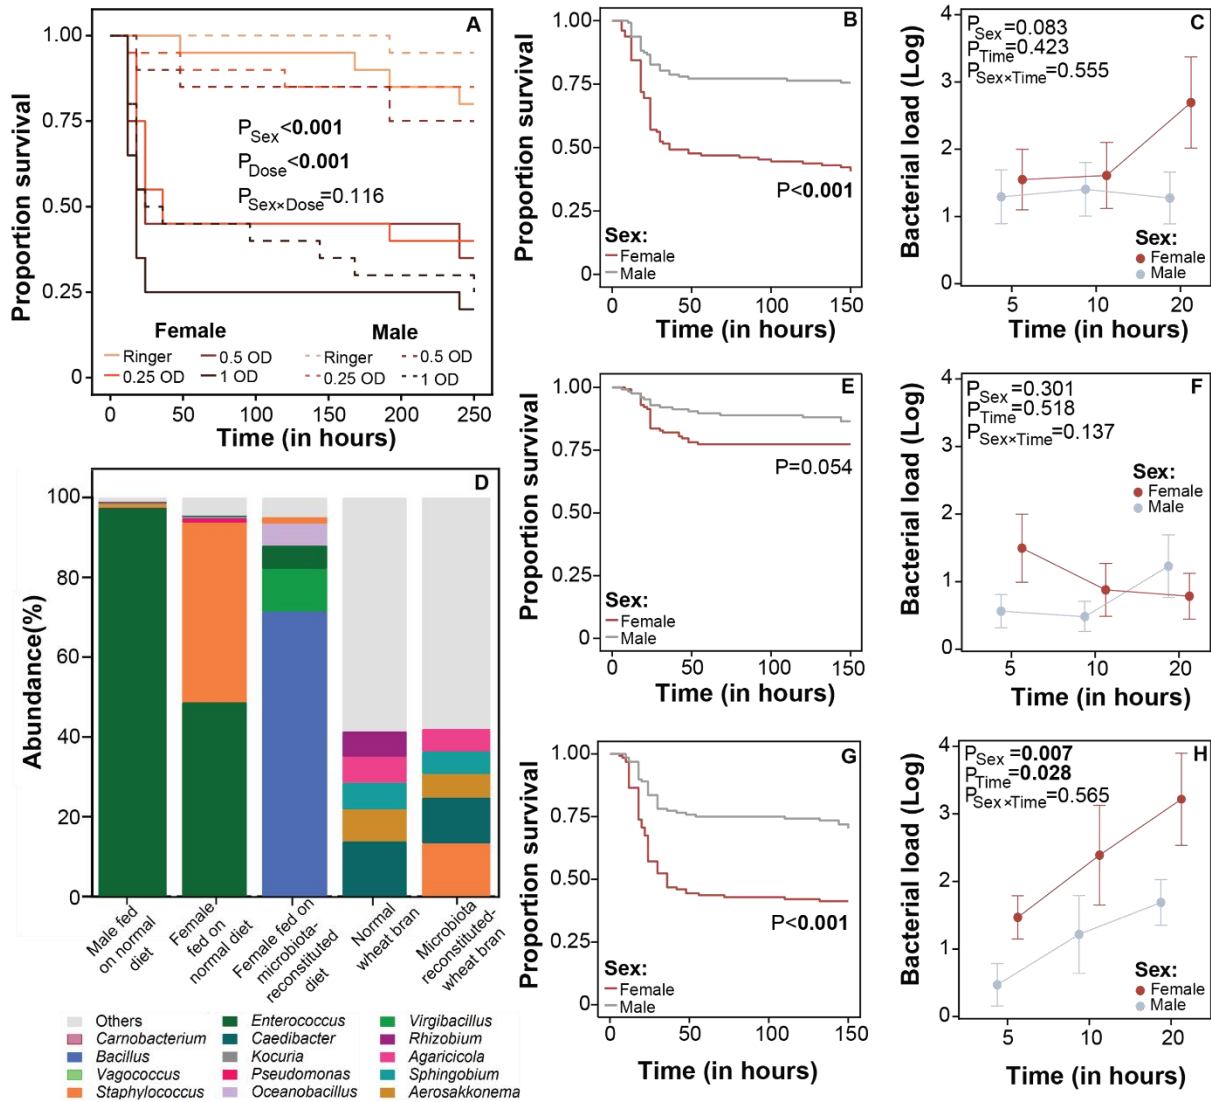 A
1.00
0.75
0.50
0.25
0
Proportion survival
P_Sex<0.001
P_Dose<0.001
P_Sex×Dose=0.116
Female
Male
Ringer
0.5 OD
Ringer
0.5 OD
0.25 OD
1 OD
0.25 OD
1 OD
0
50
100
150
200
250
Time (in hours)
B
1.00
0.75
0.50
0.25
0
Proportion survival
P<0.001
Sex:
Female
Male
0
50
100
150
Time (in hours)
C
4
3
2
1
0
Bacterial load (Log)
P_Sex=0.083
P_Time=0.423
P_Sex×Time=0.555
Sex:
Female
Male
5
10
20
Time (in hours)
D
100
80
60
40
20
0
Abundance(%)
Male fed
on normal
diet
Female
fed on
normal diet
Female fed on
microbiota-
reconstituted
diet
Normal
wheat bran
Microbiota
reconstituted-
wheat bran
Others
Enterococcus
Virgibacillus
Carnobacterium
Caedibacter
Rhizobium
Bacillus
Kocuria
Agaricicola
Vagococcus
Pseudomonas
Sphingobium
Staphylococcus
Oceanobacillus
Aerosakkonema
E
1.00
0.75
0.50
0.25
0
Proportion survival
P=0.054
Sex:
Female
Male
0
50
100
150
Time (in hours)
F
4
3
2
1
0
Bacterial load (Log)
P_Sex=0.301
P_Time=0.518
P_Sex×Time=0.137
Sex:
Female
Male
5
10
20
Time (in hours)
G
1.00
0.75
0.50
0.25
0
Proportion survival
P<0.001
Sex:
Female
Male
0
50
100
150
Time (in hours)
H
4
3
2
1
0
Bacterial load (Log)
P_Sex=0.007
P_Time=0.028
P_Sex×Time=0.565
Sex:
Female
Male
5
10
20
Time (in hours)